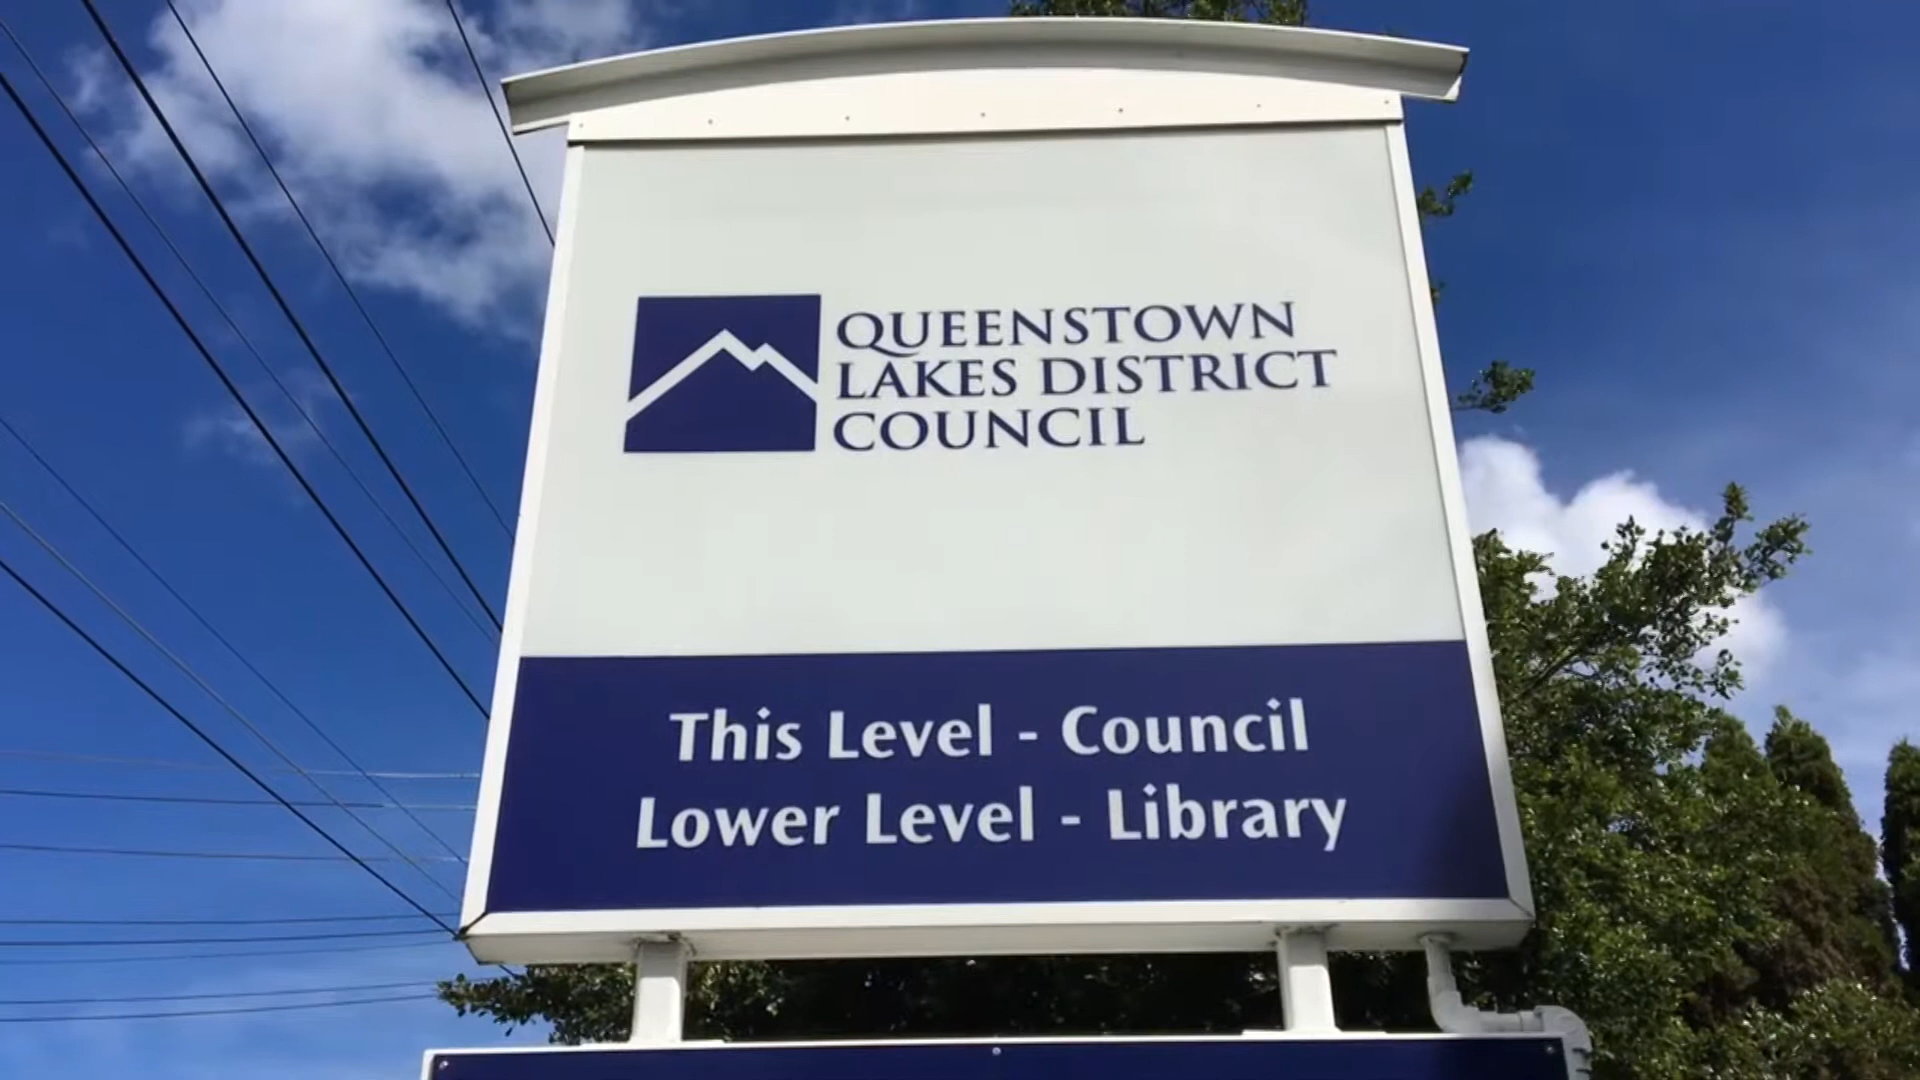 QUEENSTOWN
LAKES DISTRICT
COUNCIL
This Level - Council
Lower Level - Library